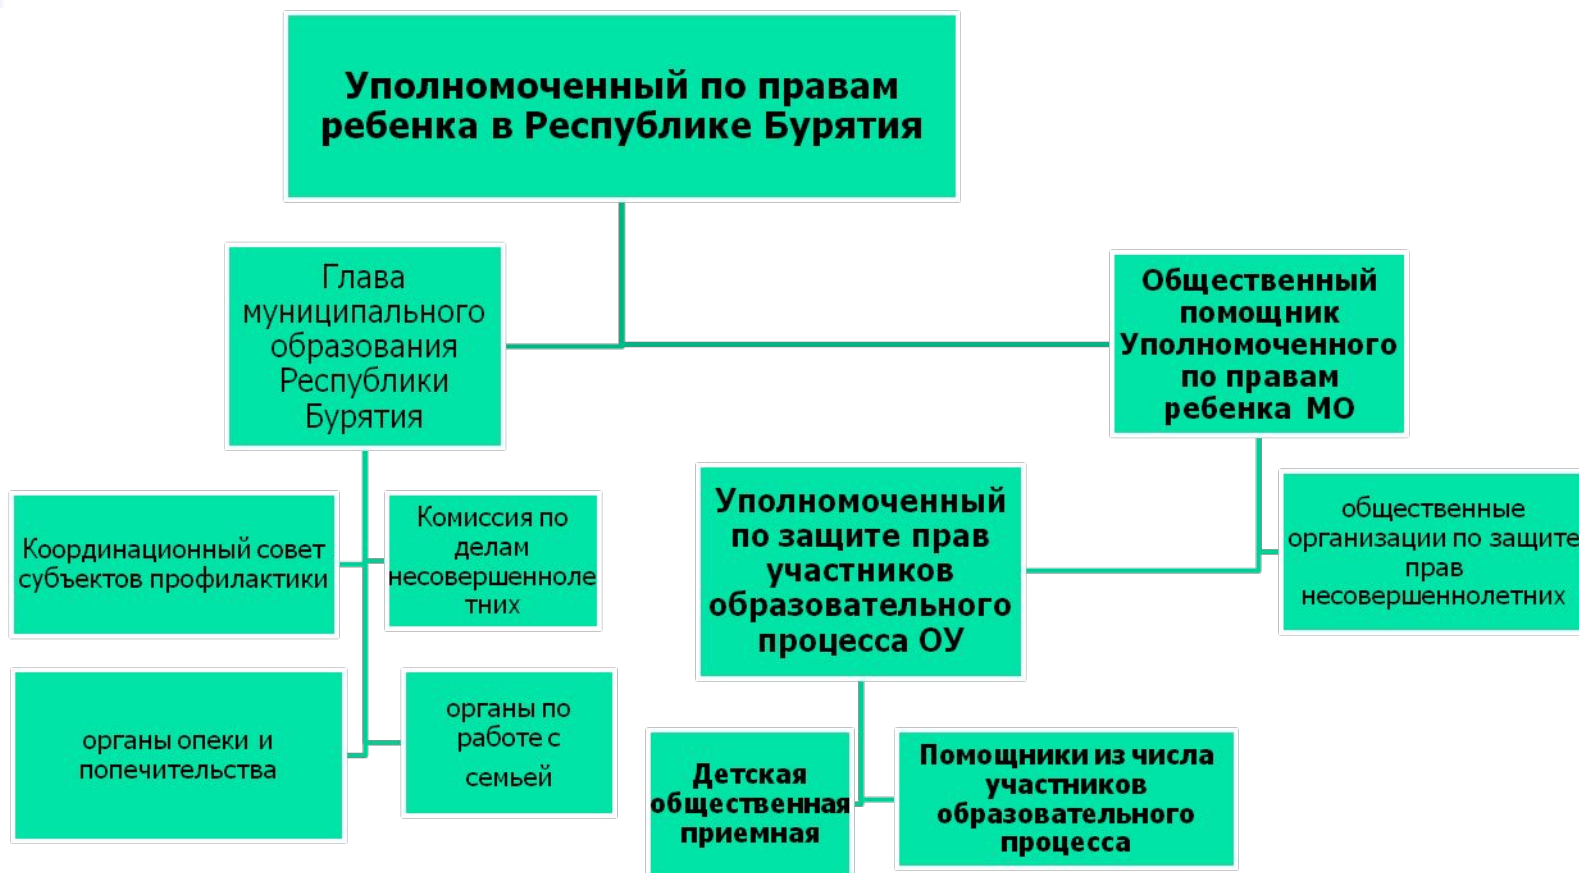 Уполномоченный по правам
ребенка в Республике Бурятия
Глава
муниципального
образования
Республики
Бурятия
Общественный
помощник
Уполномоченного
по правам
ребенка МО
Координационный совет
субъектов профилактики
Комиссия по
делам
несовершенноле
тних
Уполномоченный
по защите прав
участников
образовательного
процесса ОУ
общественные
организации по защите
прав
несовершеннолетних
органы опеки и
попечительства
органы по
работе с
семьей
Детская
общественная
приемная
Помощники из числа
участников
образовательного
процесса